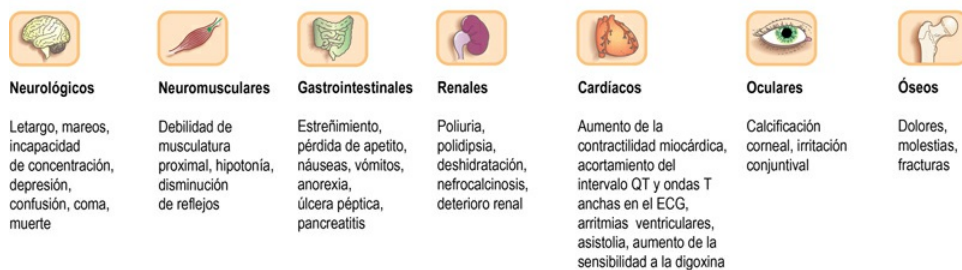 Neurológicos
Letargo, mareos,
incapacidad
de concentración,
depresión,
confusión, coma,
muerte
Neuromusculares
Debilidad de
musculatura
proximal, hipotonía,
disminución
de reflejos
Gastrointestinales
Estreñimiento,
pérdida de apetito,
náuseas, vómitos,
anorexia,
úlcera péptica,
pancreatitis
Renales
Poliuria,
polidipsia,
deshidratación,
nefrocalcinosis,
deterioro renal
Cardíacos
Aumento de la
contractilidad miocárdica,
acortamiento del
intervalo QT y ondas T
anchas en el ECG,
arritmias ventriculares,
asistolia, aumento de la
sensibilidad a la digoxina
Oculares
Calcificación
corneal, irritación
conjuntival
Óseos
Dolores,
molestias,
fracturas